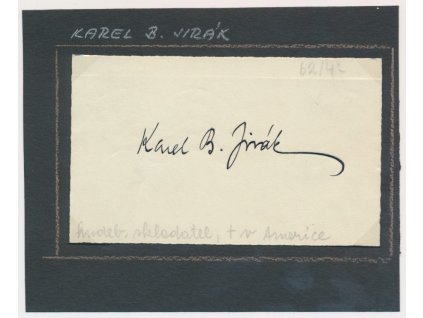 KAREL B. JIRÁK
62/42
Karel B. Jirák
hudeb. skladatel, + v Americe